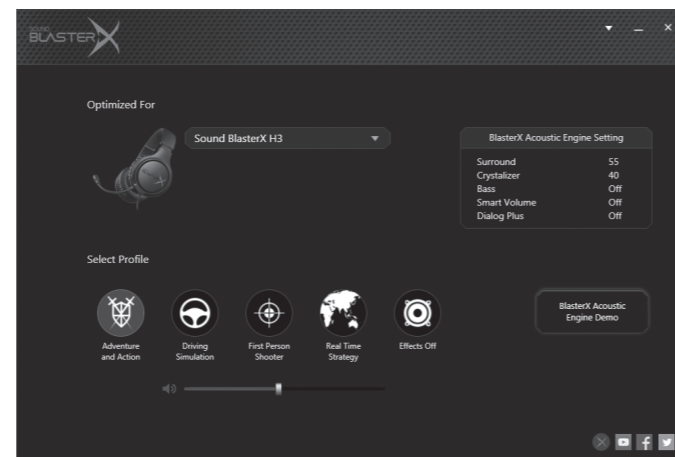 SOUND
BLASTERX
Optimized For
Sound BlasterX H3
BlasterX Acoustic Engine Setting
Surround 55
Crystalizer 40
Bass Off
Smart Volume Off
Dialog Plus Off
Select Profile
Adventure
and Action
Driving
Simulation
First Person
Shooter
Real Time
Strategy
Effects Off
BlasterX Acoustic
Engine Demo